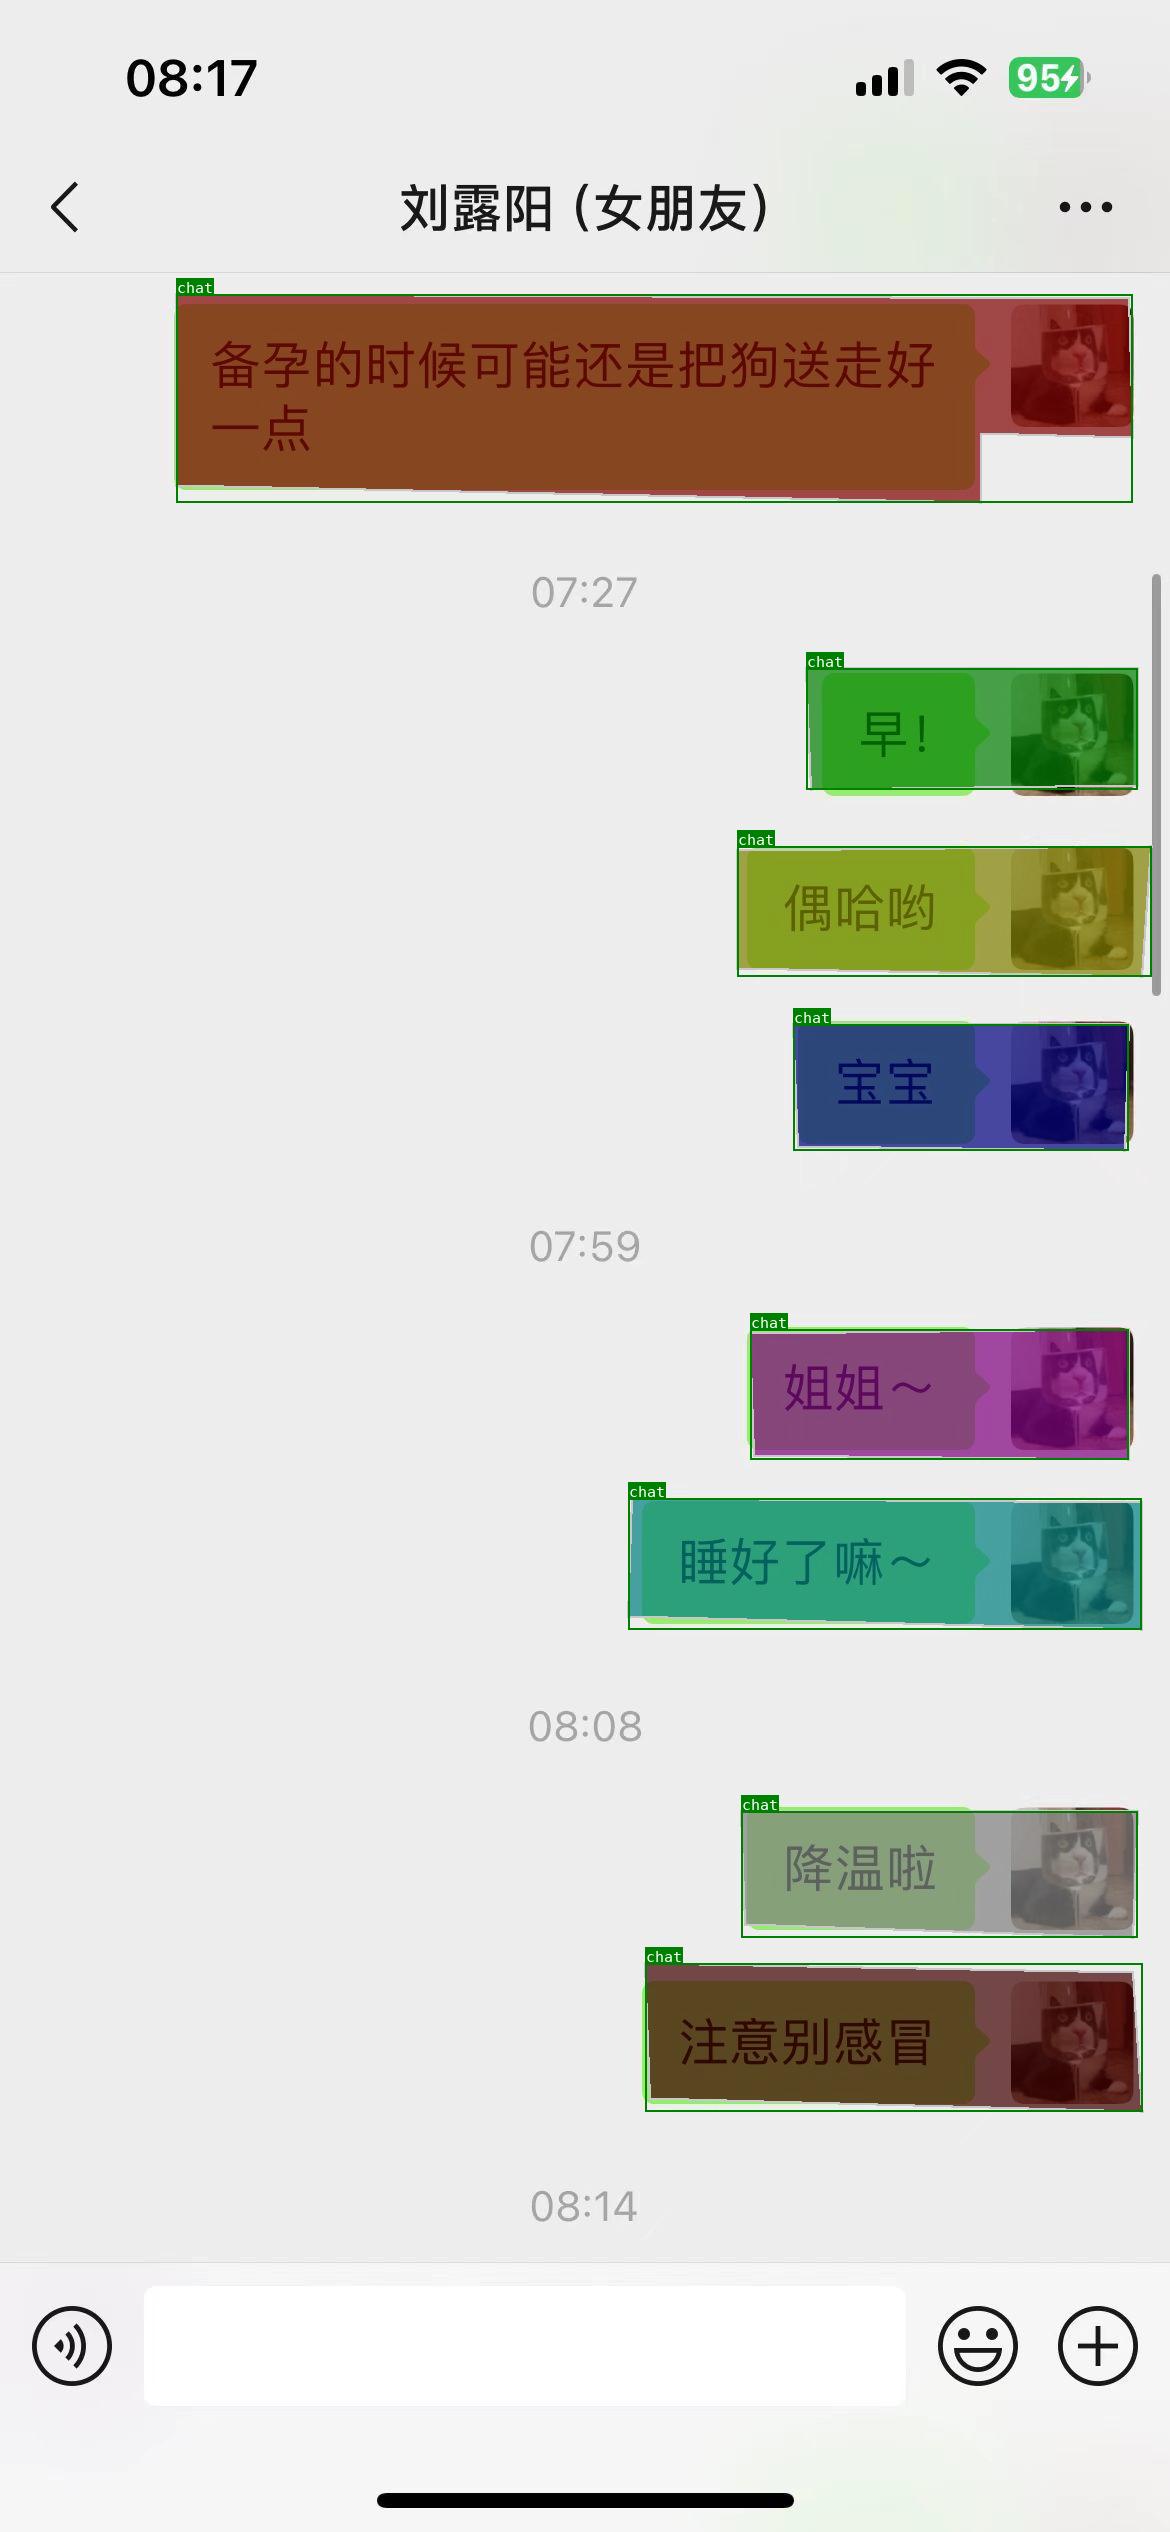 08:17
95
刘露阳（女朋友）
chat
备孕的时候可能还是把狗送走好
一点
07:27
chat
早！
chat
偶哈哟
chat
宝宝
07:59
chat
姐姐～
chat
睡好了嘛～
08:08
chat
降温啦
chat
注意别感冒
08:14